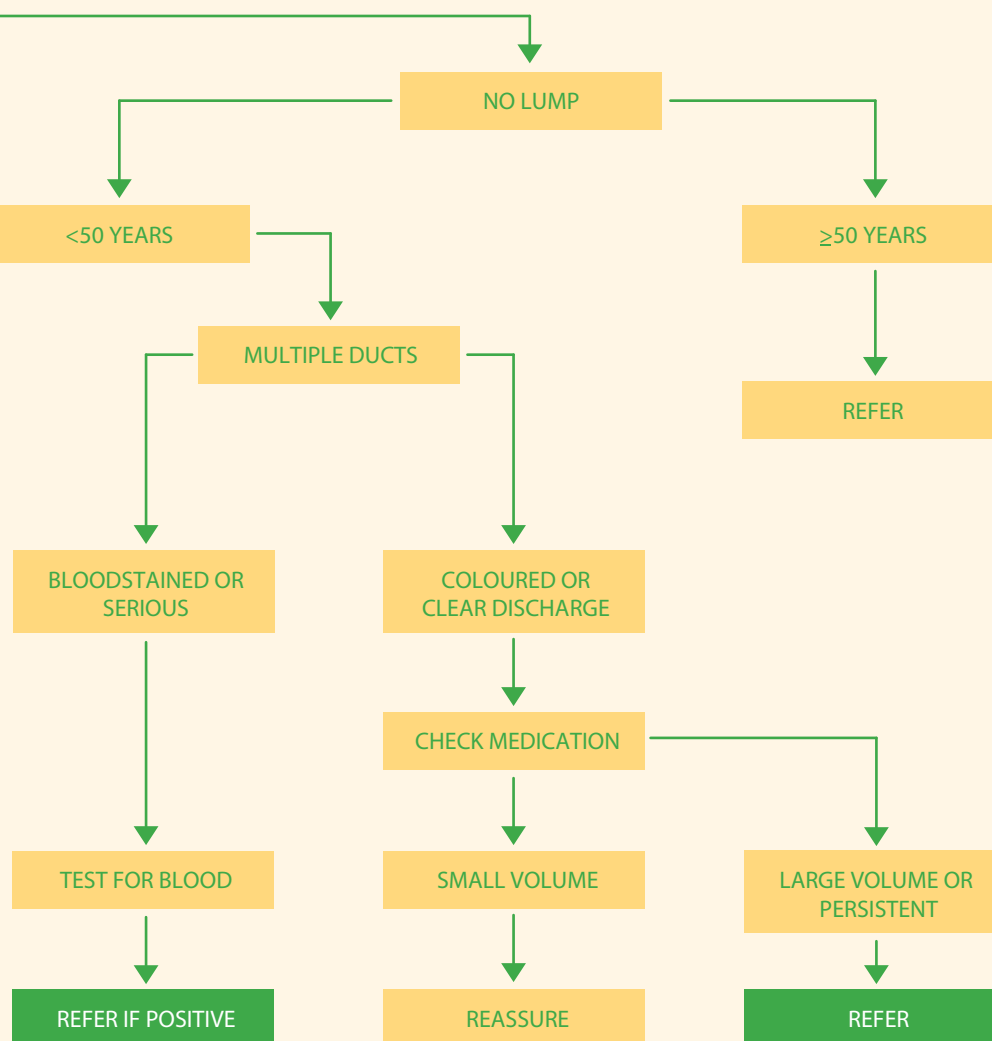 NO LUMP
<50 YEARS
≥50 YEARS
MULTIPLE DUCTS
REFER
BLOODSTAINED OR
SERIOUS
COLOURED OR
CLEAR DISCHARGE
CHECK MEDICATION
TEST FOR BLOOD
SMALL VOLUME
LARGE VOLUME OR
PERSISTENT
REFER IF POSITIVE
REASSURE
REFER